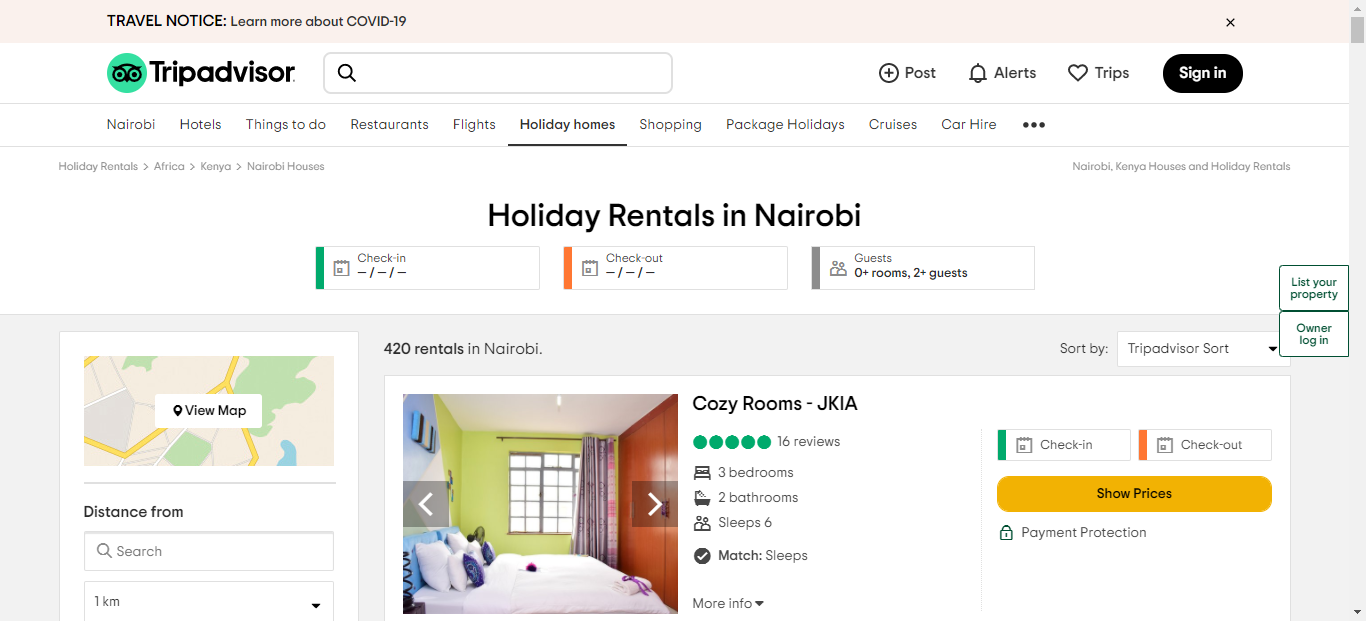 TRAVEL NOTICE: Learn more about COVID-19
Tripadvisor
Post
Alerts
Trips
Sign in
Nairobi
Hotels
Things to do
Restaurants
Flights
Holiday homes
Shopping
Package Holidays
Cruises
Car Hire
Holiday Rentals > Africa > Kenya > Nairobi Houses
Nairobi, Kenya Houses and Holiday Rentals
Holiday Rentals in Nairobi
Check-in
– / – / –
Check-out
– / – / –
Guests
0+ rooms, 2+ guests
List your
property
Owner
log in
View Map
Distance from
Search
1 km
420 rentals in Nairobi.
Sort by:
Tripadvisor Sort
Cozy Rooms - JKIA
16 reviews
3 bedrooms
2 bathrooms
Sleeps 6
Match: Sleeps
More info
Check-in
Check-out
Show Prices
Payment Protection